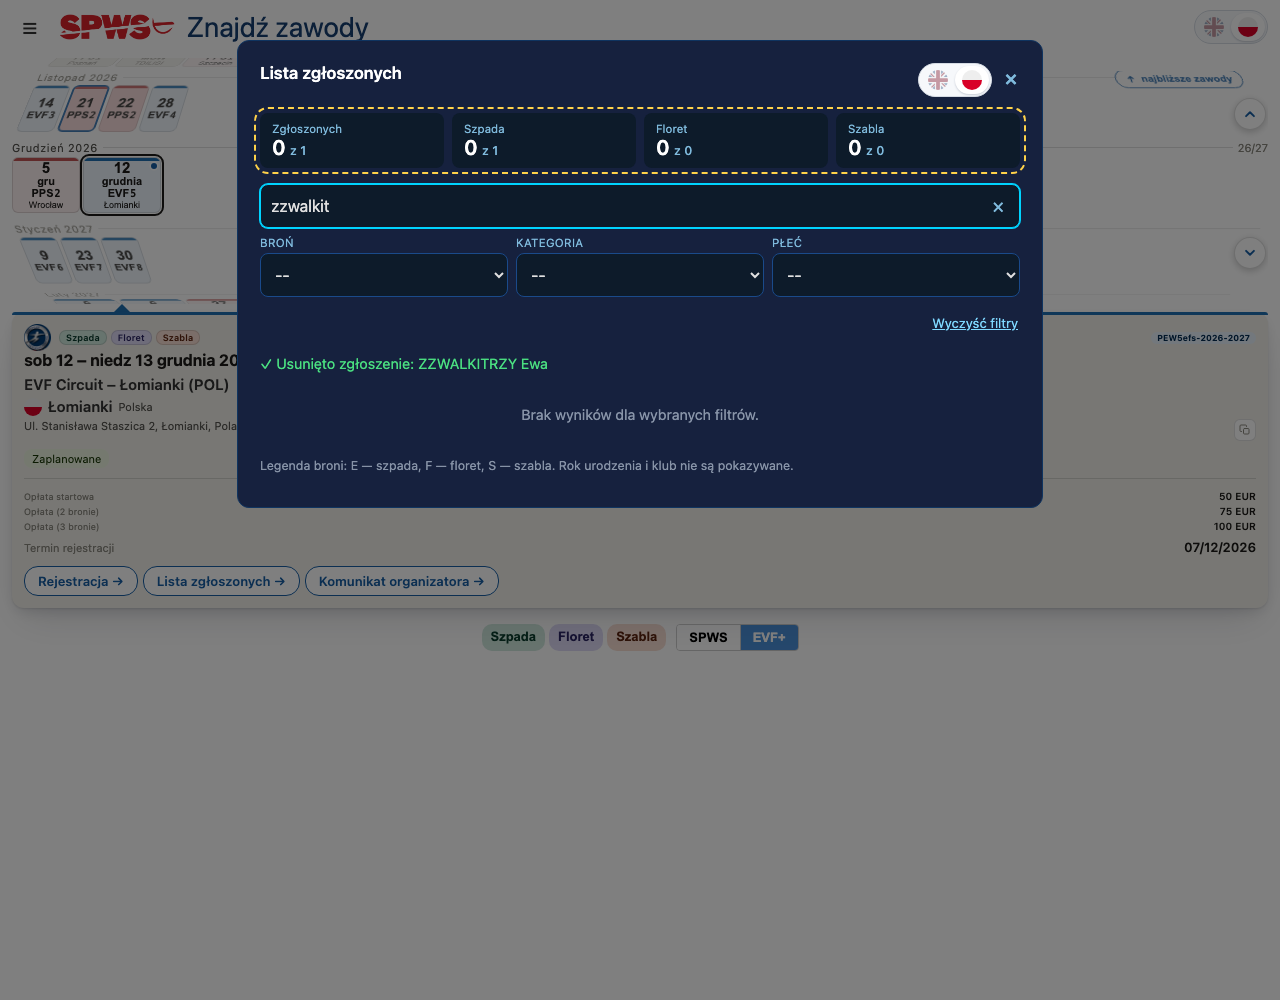 SPWS Znajdź zawody
Lista zgłoszonych
Listopad 2026
najbliższe zawody
14 EVF3
21 PPS2
22 PPS2
28 EVF4
Zgłoszonych
0 z 1
Szpada
0 z 1
Floret
0 z 0
Szabla
0 z 0
Grudzień 2026
26/27
5
gru
PPS2
Wrocław
12
grudnia
EVF5
Łomianki
zzwalkit
Styczeń 2027
9 EVF6
23 EVF7
30 EVF8
BROŃ
KATEGORIA
PŁEĆ
--
--
--
Wyczyść filtry
Szpada Floret Szabla
PEW5efs-2026-2027
sob 12 – niedz 13 grudnia 20
✓ Usunięto zgłoszenie: ZZWALKITRZY Ewa
EVF Circuit – Łomianki (POL)
Łomianki Polska
Brak wyników dla wybranych filtrów.
Ul. Stanisława Staszica 2, Łomianki, Pola
Zaplanowane
Legenda broni: E — szpada, F — floret, S — szabla. Rok urodzenia i klub nie są pokazywane.
Opłata startowa 50 EUR
Opłata (2 bronie) 75 EUR
Opłata (3 bronie) 100 EUR
Termin rejestracji 07/12/2026
Rejestracja → Lista zgłoszonych → Komunikat organizatora →
Szpada Floret Szabla SPWS EVF+